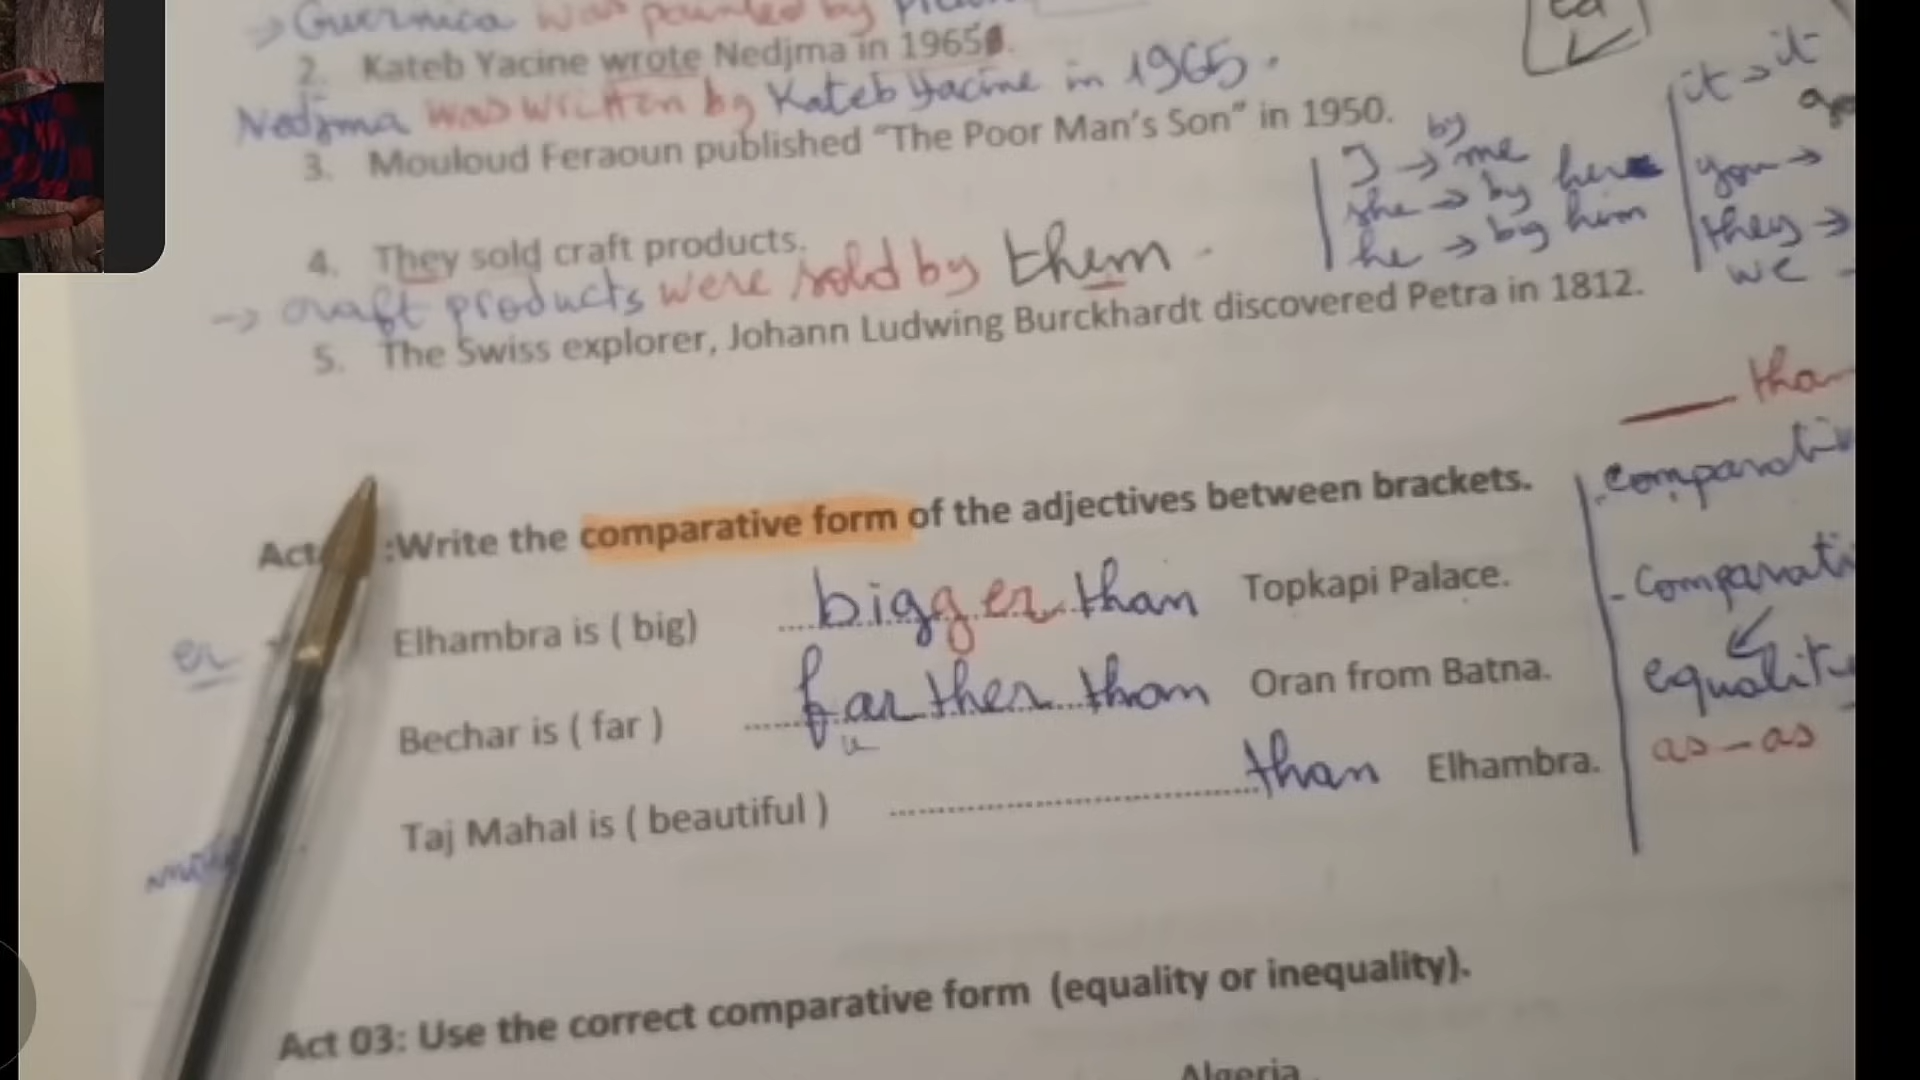 Guernica was painted by
2. Kateb Yacine wrote Nedjma in 1965.
Nedjma was written by Kateb Yacine in 1965.
3. Mouloud Feraoun published "The Poor Man's Son" in 1950.
by
I → me
she → by her
he → by him
it → it
you →
they →
we
4. They sold craft products.
→ craft products were sold by them
5. The Swiss explorer, Johann Ludwing Burckhardt discovered Petra in 1812.
Act :Write the comparative form of the adjectives between brackets.
Elhambra is ( big) bigger than Topkapi Palace.
er
Bechar is ( far ) farther than Oran from Batna.
u
Taj Mahal is ( beautiful ) than Elhambra.
equality
as - as
Act 03: Use the correct comparative form (equality or inequality).
Algeria